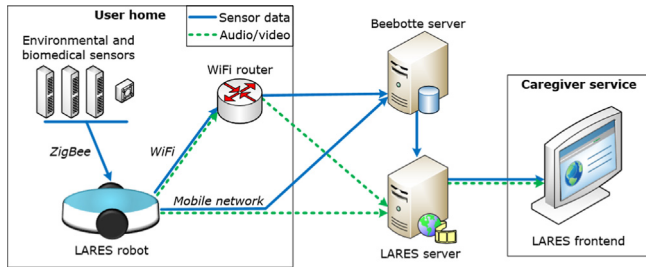 User home
Sensor data
Audio/video
Environmental and
biomedical sensors
WiFi router
Beebotte server
Caregiver service
ZigBee
WiFi
Mobile network
LARES robot
LARES server
LARES frontend